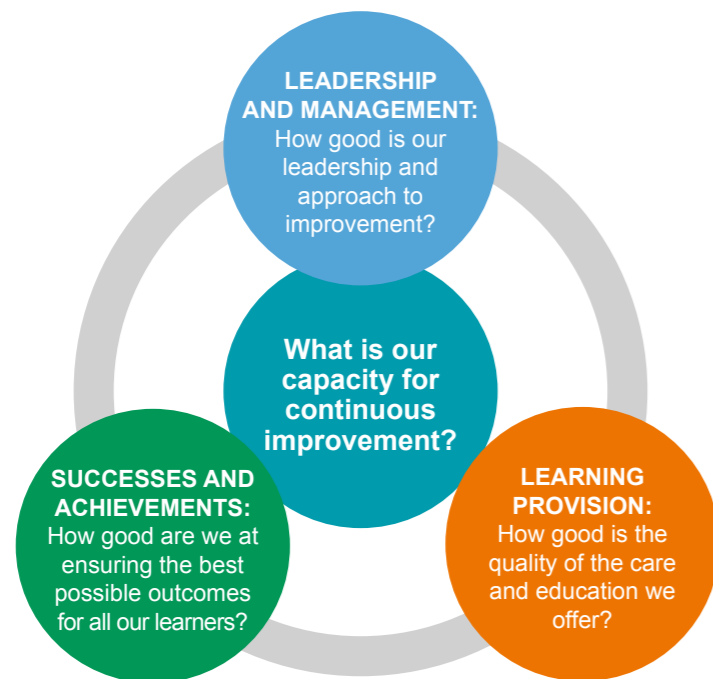 LEADERSHIP
AND MANAGEMENT:
How good is our
leadership and
approach to
improvement?
What is our
capacity for
continuous
improvement?
SUCCESSES AND
ACHIEVEMENTS:
How good are we at
ensuring the best
possible outcomes
for all our learners?
LEARNING
PROVISION:
How good is the
quality of the care
and education we
offer?